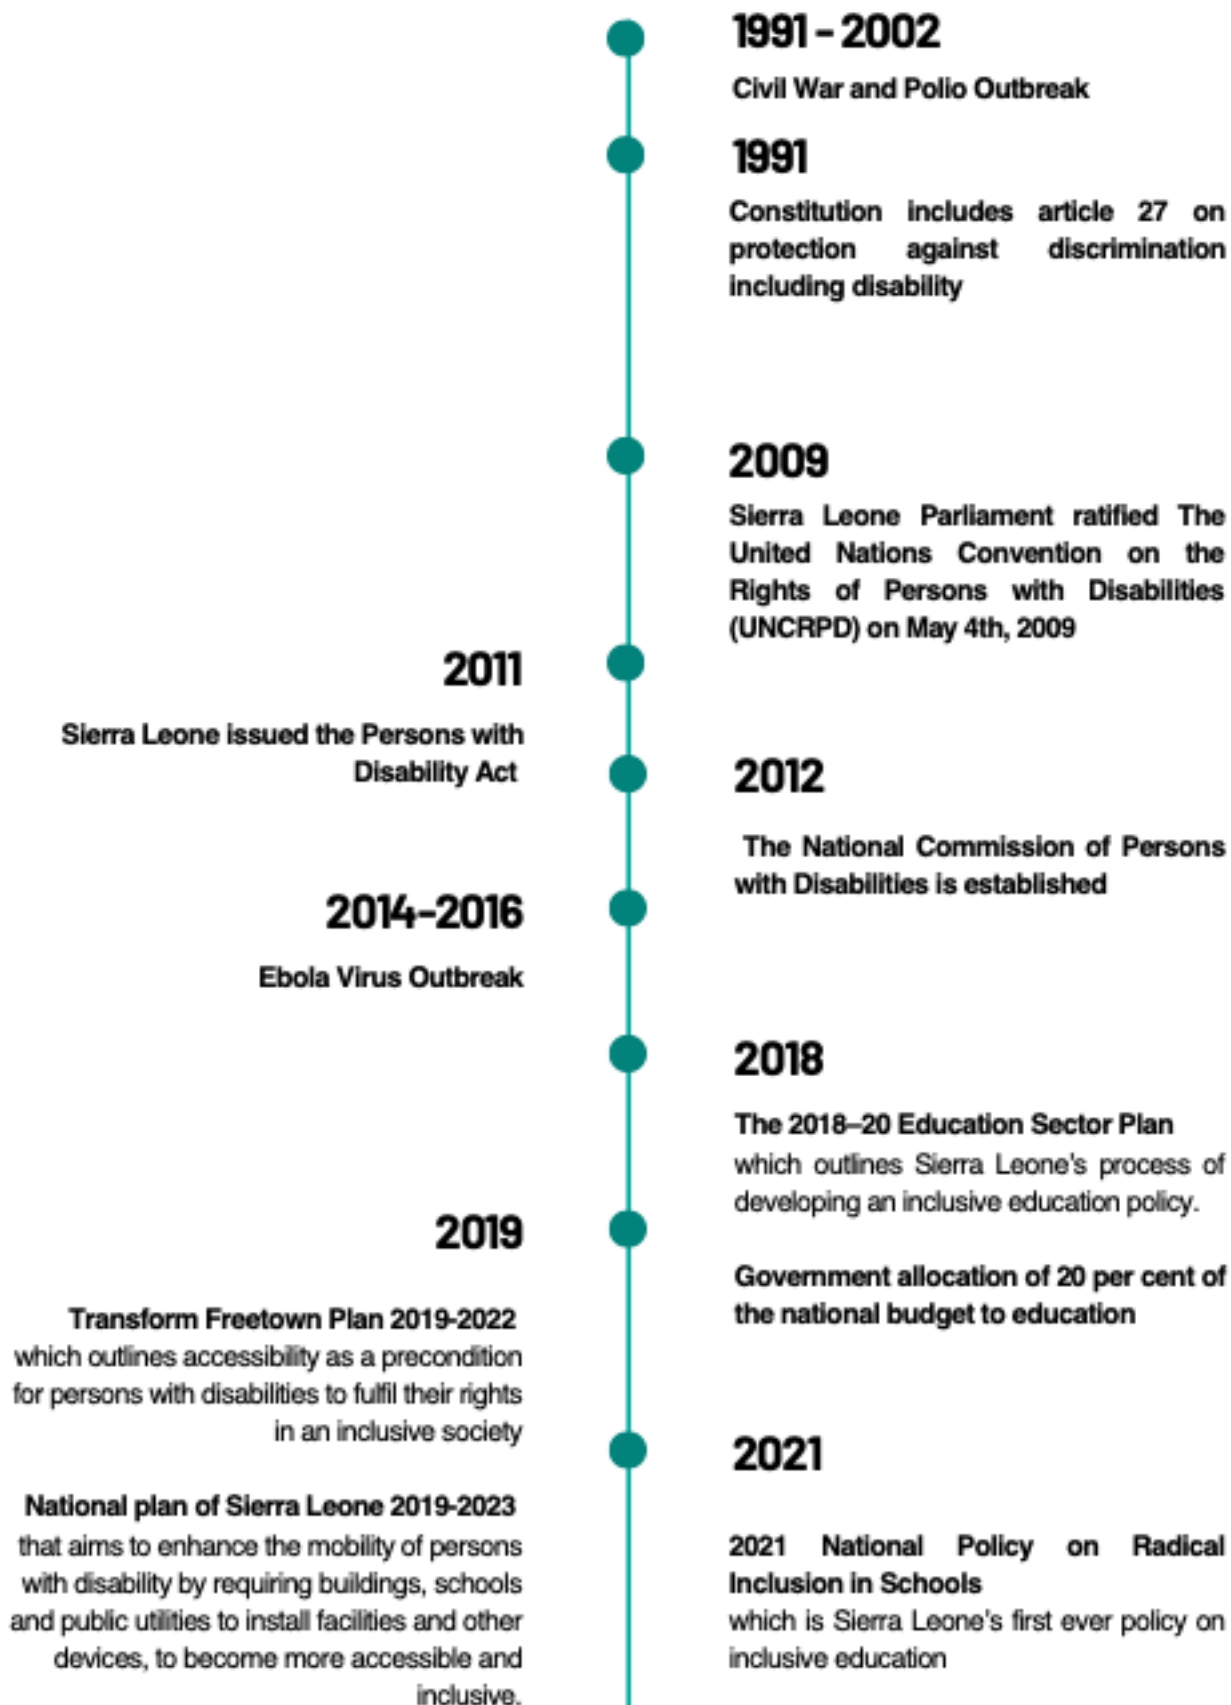 1991 - 2002
Civil War and Polio Outbreak
1991
Constitution includes article 27 on
protection against discrimination
including disability
2009
Sierra Leone Parliament ratified The
United Nations Convention on the
Rights of Persons with Disabilities
(UNCRPD) on May 4th, 2009
2011
Sierra Leone issued the Persons with
Disability Act
2012
The National Commission of Persons
with Disabilities is established
2014-2016
Ebola Virus Outbreak
2018
The 2018–20 Education Sector Plan
which outlines Sierra Leone's process of
developing an inclusive education policy.
Government allocation of 20 per cent of
the national budget to education
2019
Transform Freetown Plan 2019-2022
which outlines accessibility as a precondition
for persons with disabilities to fulfil their rights
in an inclusive society
National plan of Sierra Leone 2019-2023
that aims to enhance the mobility of persons
with disability by requiring buildings, schools
and public utilities to install facilities and other
devices, to become more accessible and
inclusive.
2021
2021 National Policy on Radical
Inclusion in Schools
which is Sierra Leone's first ever policy on
inclusive education